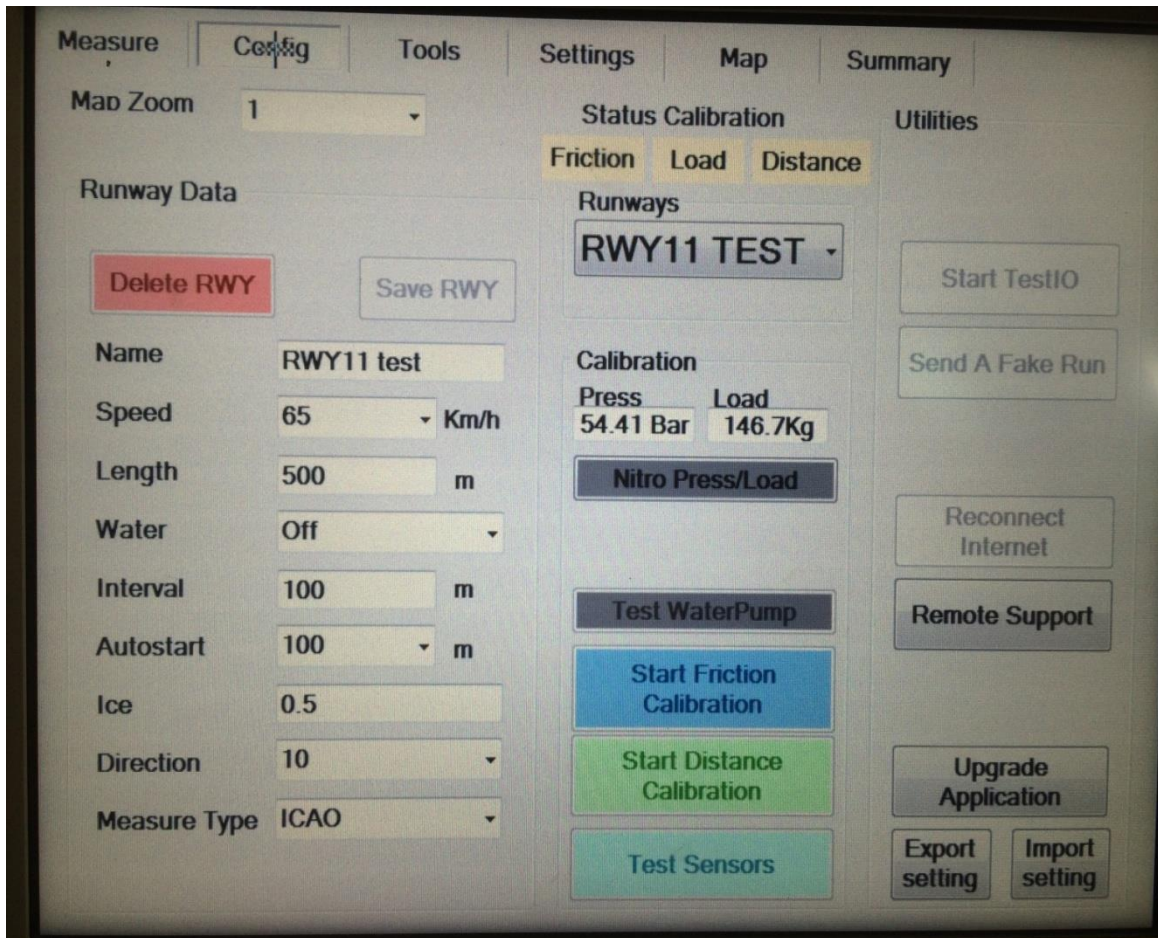 Measure Config Tools Settings Map Summary
Map Zoom 1
Status Calibration
Friction Load Distance
Utilities
Runway Data
Delete RWY Save RWY
Name RWY11 test
Speed 65 Km/h
Length 500 m
Water Off
Interval 100 m
Autostart 100 m
Ice 0.5
Direction 10
Measure Type ICAO
Runways
RWY11 TEST
Calibration
Press Load
54.41 Bar 146.7Kg
Nitro Press/Load
Test WaterPump
Start Friction
Calibration
Start Distance
Calibration
Test Sensors
Start TestIO
Send A Fake Run
Reconnect
Internet
Remote Support
Upgrade
Application
Export
setting
Import
setting